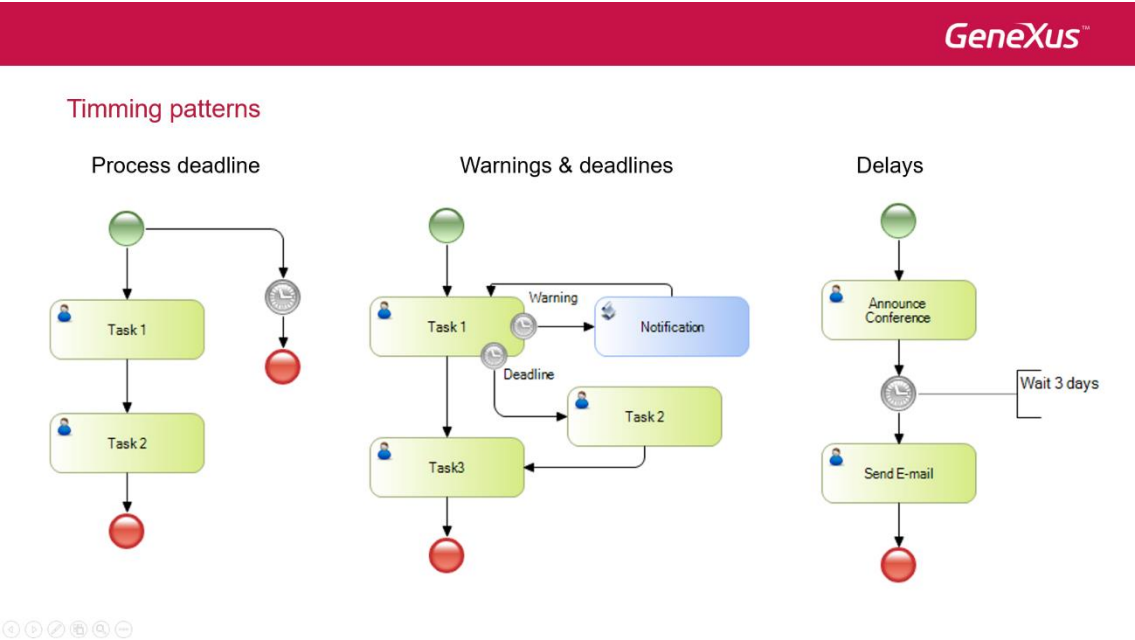 GeneXus™
Timming patterns
Process deadline
Task 1
Task 2
Warnings & deadlines
Task 1
Warning
Notification
Deadline
Task 2
Task3
Delays
Announce
Conference
Wait 3 days
Send E-mail